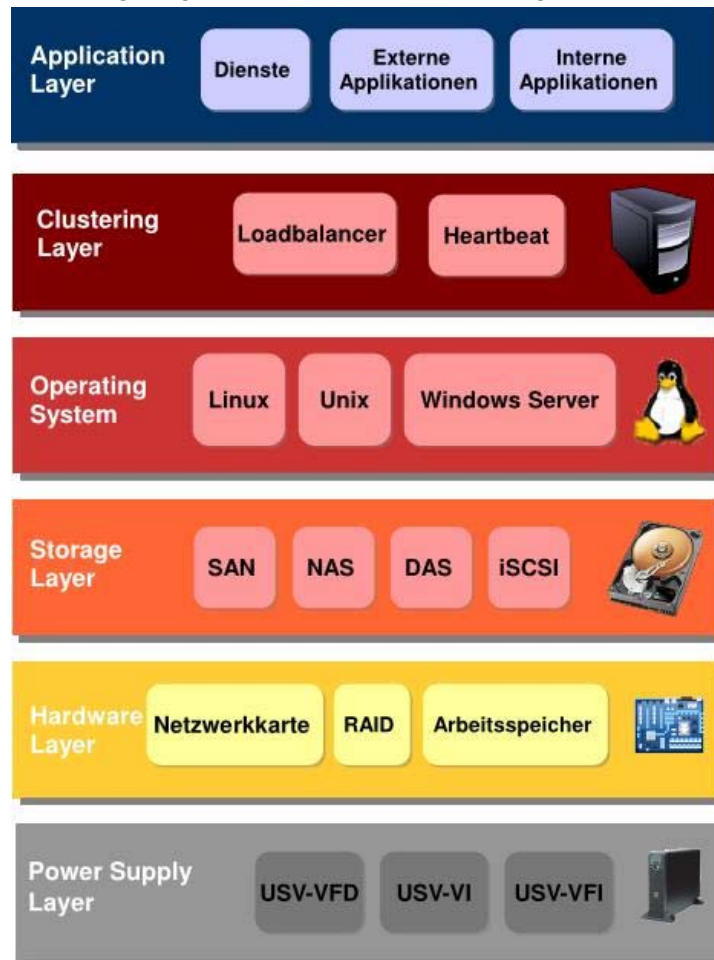 Application
Layer
Dienste
Externe
Applikationen
Interne
Applikationen
Clustering
Layer
Loadbalancer
Heartbeat
Operating
System
Linux
Unix
Windows Server
Storage
Layer
SAN
NAS
DAS
iSCSI
Hardware
Layer
Netzwerkkarte
RAID
Arbeitsspeicher
Power Supply
Layer
USV-VFD
USV-VI
USV-VFI